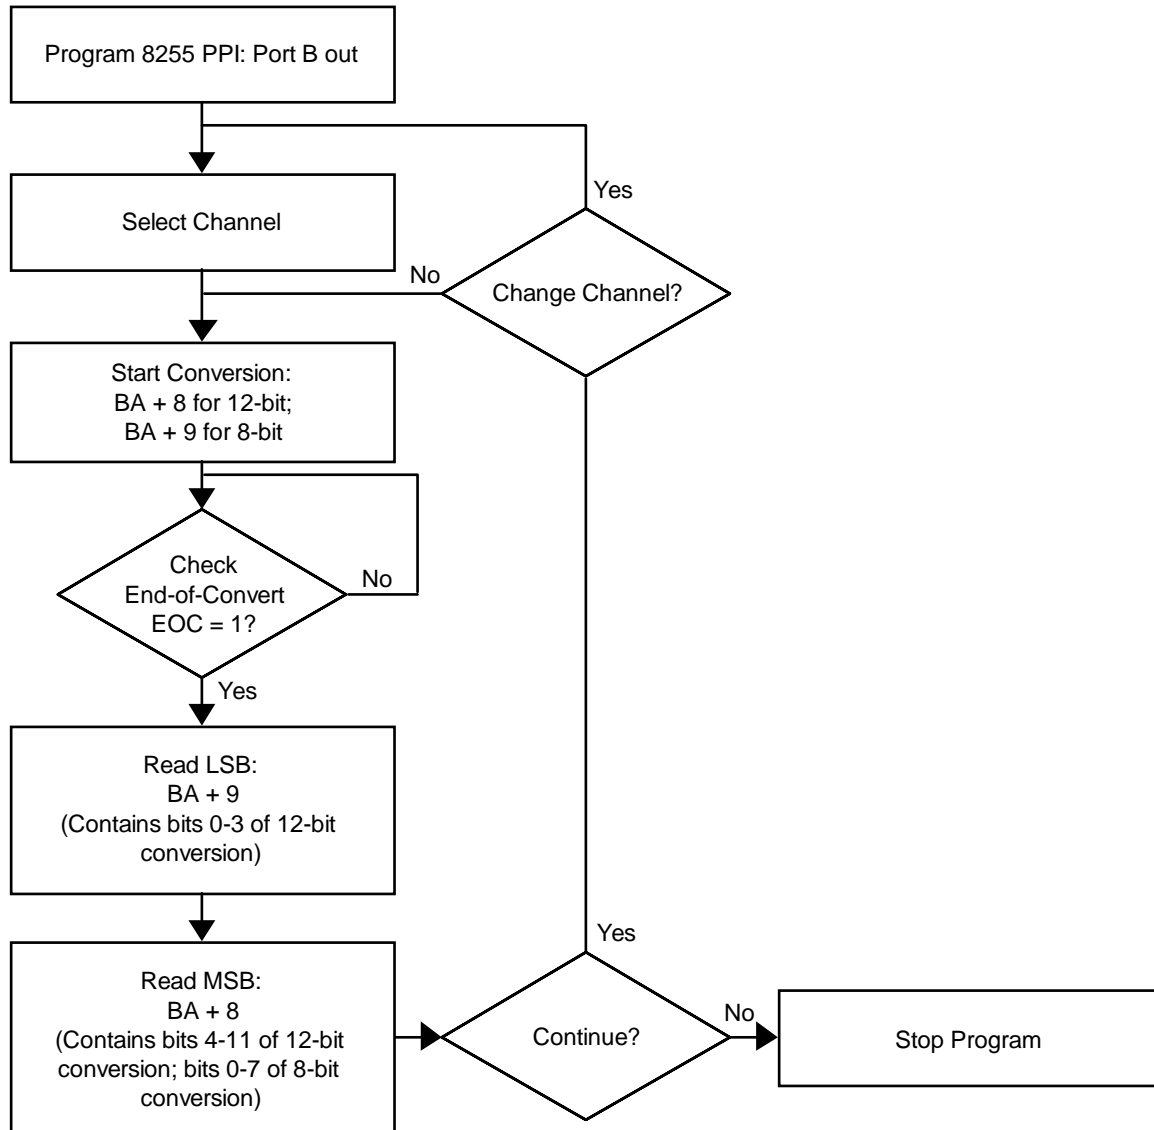 Program 8255 PPI: Port B out
Yes
Select Channel
No
Change Channel?
Start Conversion:
BA + 8 for 12-bit;
BA + 9 for 8-bit
Check
End-of-Convert
EOC = 1?
No
Yes
Read LSB:
BA + 9
(Contains bits 0-3 of 12-bit
conversion)
Yes
Read MSB:
BA + 8
(Contains bits 4-11 of 12-bit
conversion; bits 0-7 of 8-bit
conversion)
Continue?
No
Stop Program